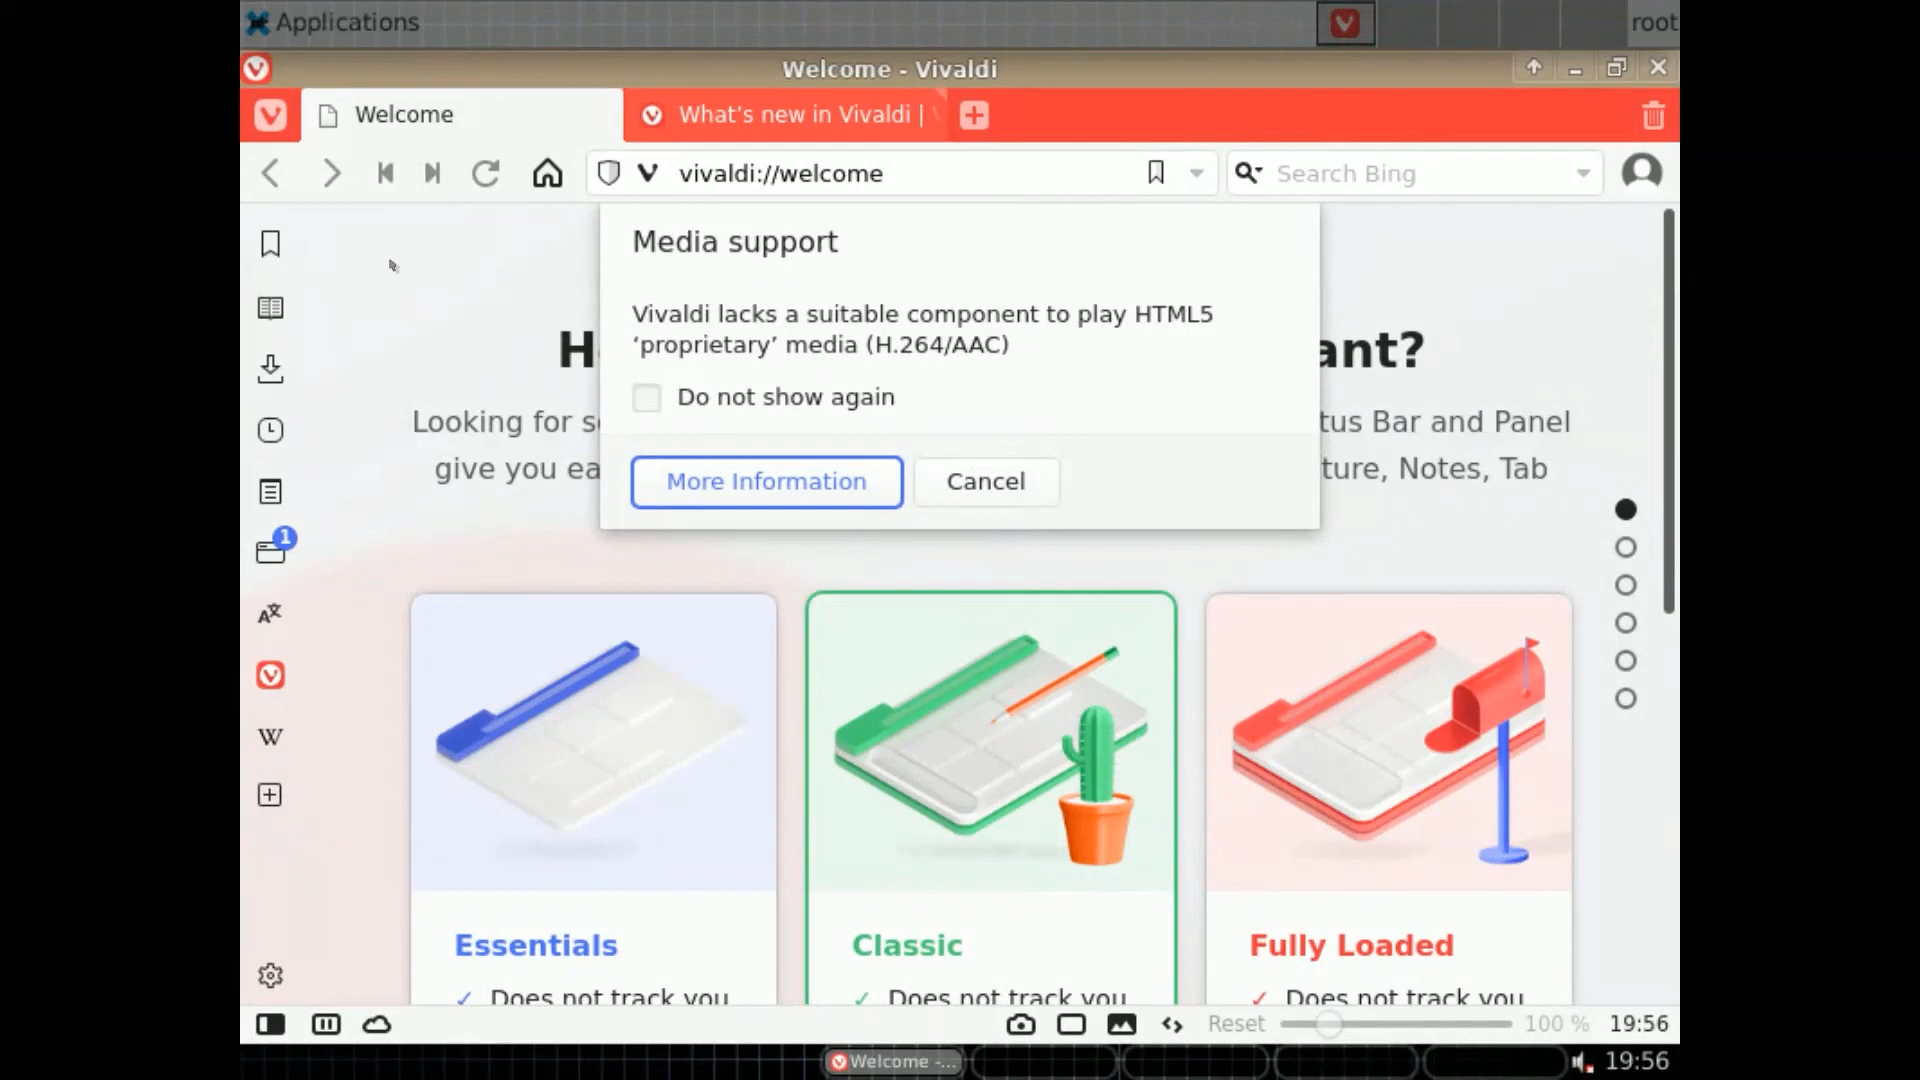 Applications
root
Welcome - Vivaldi
Welcome
What's new in Vivaldi |
vivaldi://welcome
Search Bing
Media support
Vivaldi lacks a suitable component to play HTML5
‘proprietary’ media (H.264/AAC)
Do not show again
More Information
Cancel
ant?
Looking for s
tus Bar and Panel
give you ea
ture, Notes, Tab
1
W
Essentials
Classic
Fully Loaded
✓ Does not track you
✓ Does not track you
✓ Does not track you
Reset
100 %
19:56
Welcome -...
19:56